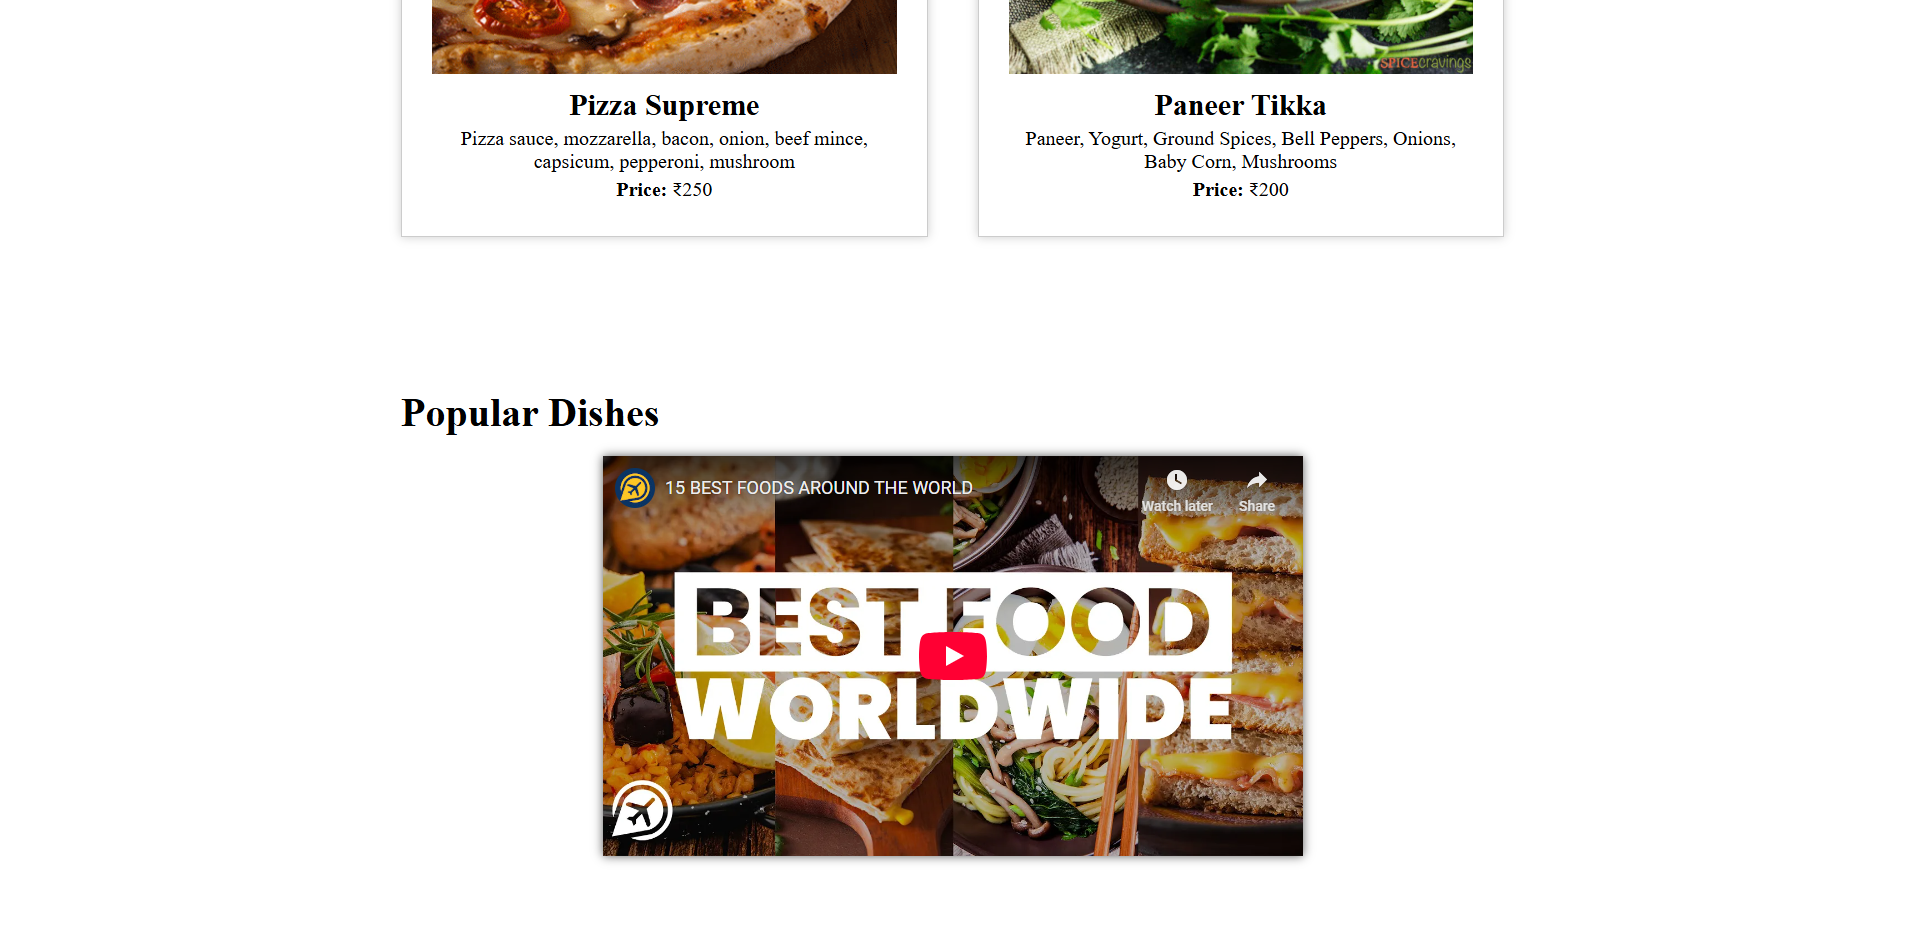 SPICEcravings
Pizza Supreme
Pizza sauce, mozzarella, bacon, onion, beef mince,
capsicum, pepperoni, mushroom
Price: ₹250
Paneer Tikka
Paneer, Yogurt, Ground Spices, Bell Peppers, Onions,
Baby Corn, Mushrooms
Price: ₹200
Popular Dishes
15 BEST FOODS AROUND THE WORLD
Watch later
Share
BEST FOOD
WORLDWIDE